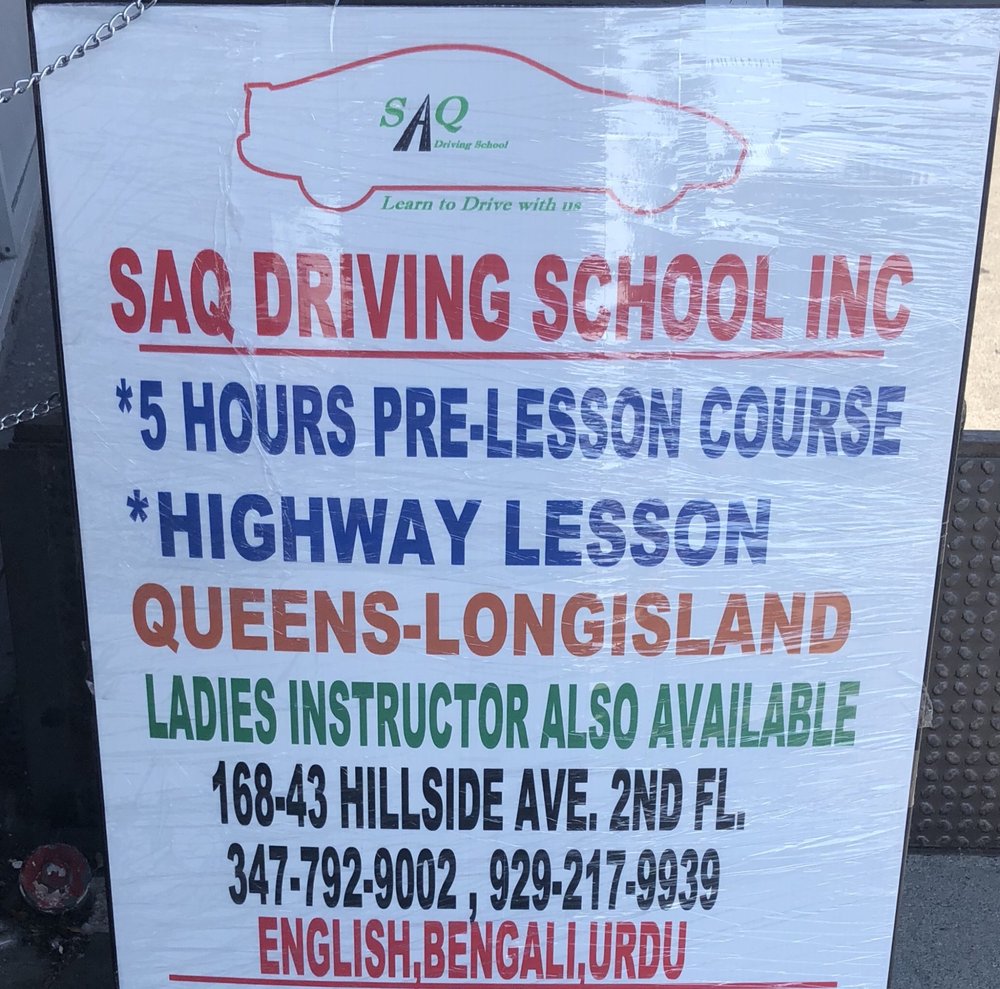 SAQ
Driving School
Learn to Drive with us
SAQ DRIVING SCHOOL INC
*5 HOURS PRE-LESSON COURSE
*HIGHWAY LESSON
QUEENS-LONGISLAND
LADIES INSTRUCTOR ALSO AVAILABLE
168-43 HILLSIDE AVE. 2ND FL.
347-792-9002 , 929-217-9939
ENGLISH,BENGALI,URDU